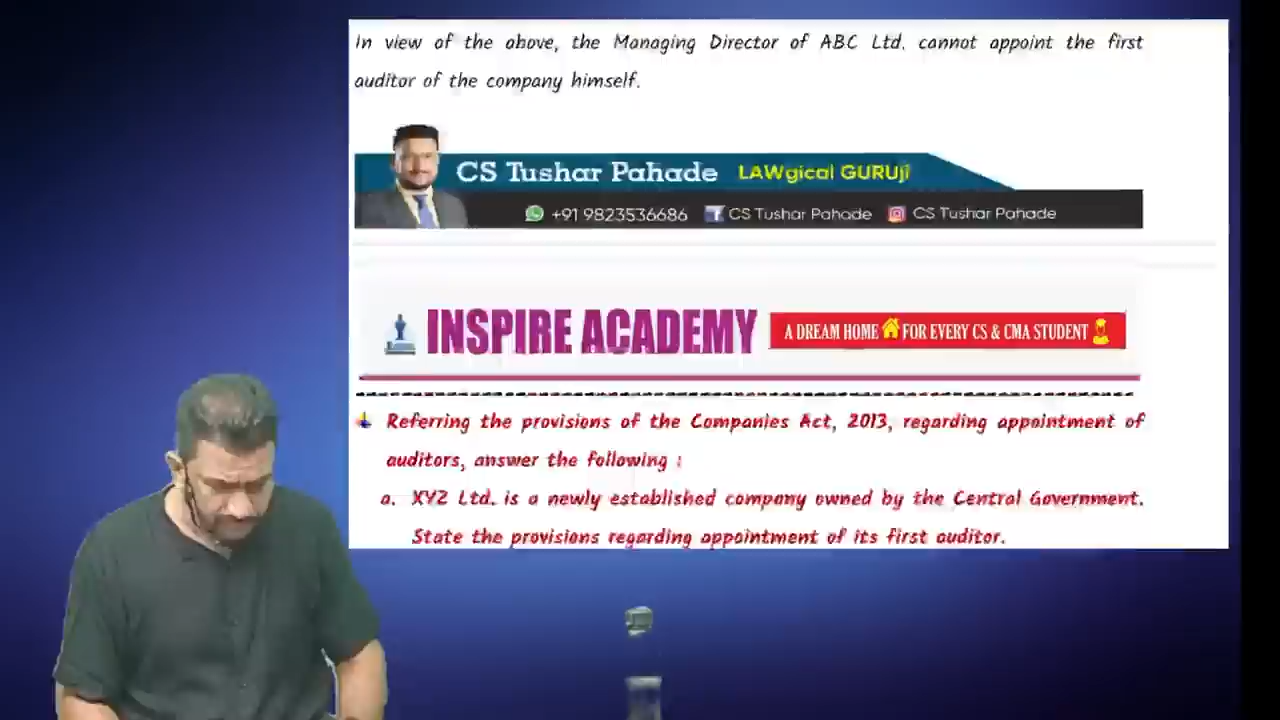 In view of the above, the Managing Director of ABC Ltd. cannot appoint the first
auditor of the company himself.
CS Tushar Pahade LAWgical GURUji
+91 9823536686 CS Tushar Pahade CS Tushar Pahade
INSPIRE ACADEMY A DREAM HOME FOR EVERY CS & CMA STUDENT
Referring the provisions of the Companies Act, 2013, regarding appointment of
auditors, answer the following :
a. XYZ Ltd. is a newly established company owned by the Central Government.
State the provisions regarding appointment of its first auditor.